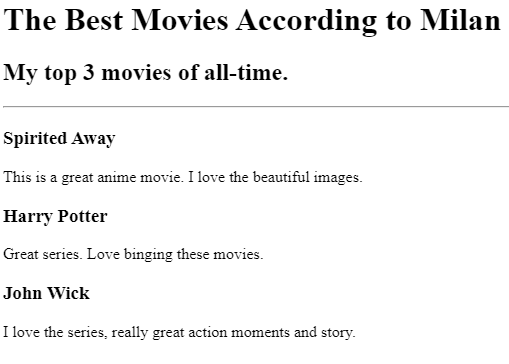 The Best Movies According to Milan
My top 3 movies of all-time.
Spirited Away
This is a great anime movie. I love the beautiful images.
Harry Potter
Great series. Love binging these movies.
John Wick
I love the series, really great action moments and story.